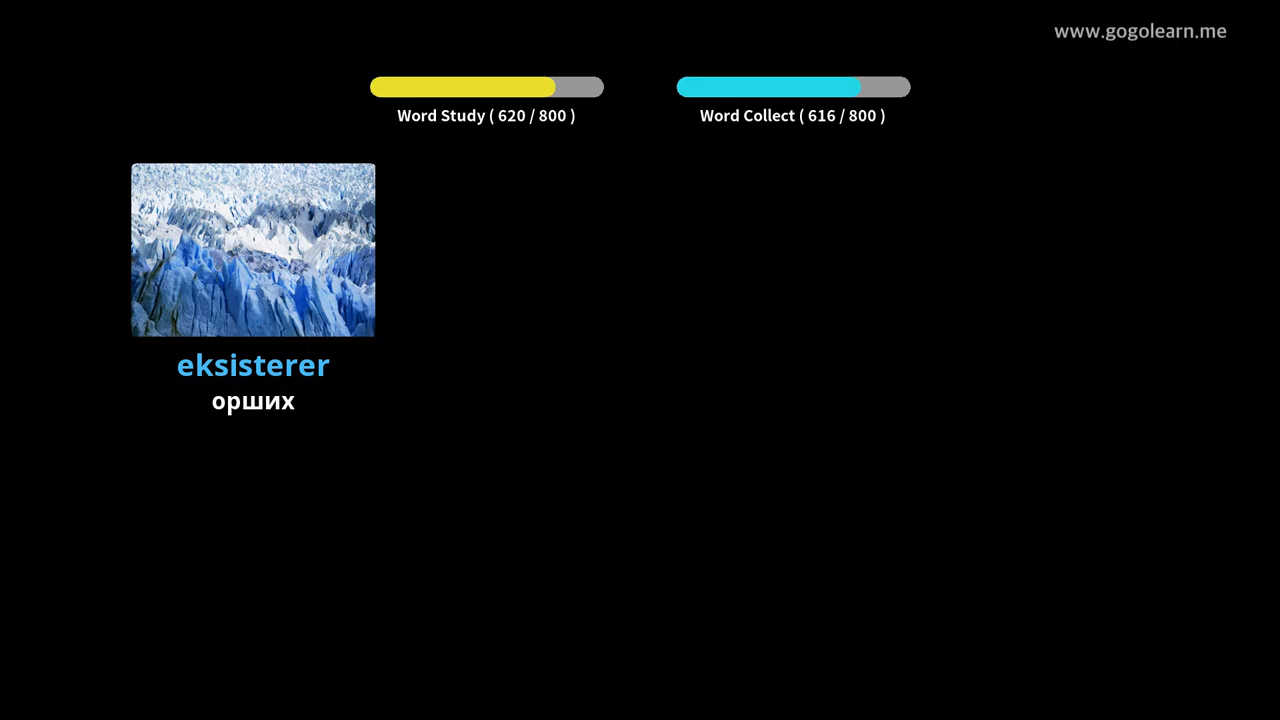 www.gogolearn.me
Word Study ( 620 / 800 )
Word Collect ( 616 / 800 )
eksisterer
орших